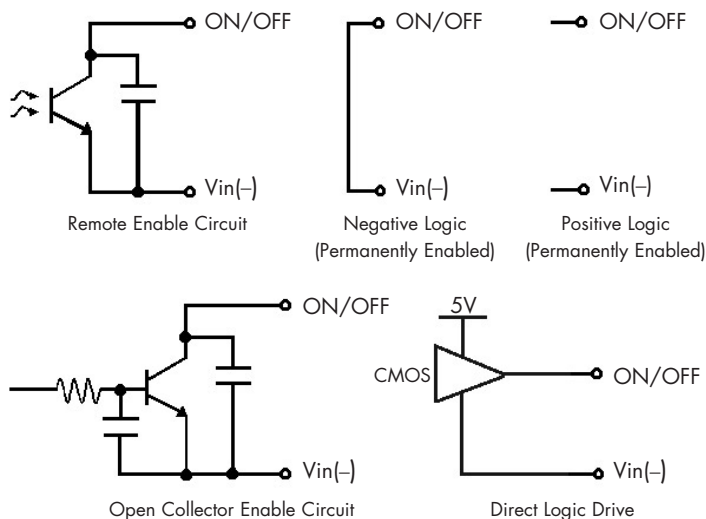 ON/OFF
Vin(–)
Remote Enable Circuit
ON/OFF
Vin(–)
Negative Logic
(Permanently Enabled)
ON/OFF
Vin(–)
Positive Logic
(Permanently Enabled)
ON/OFF
Vin(–)
Open Collector Enable Circuit
5V
CMOS
ON/OFF
Vin(–)
Direct Logic Drive